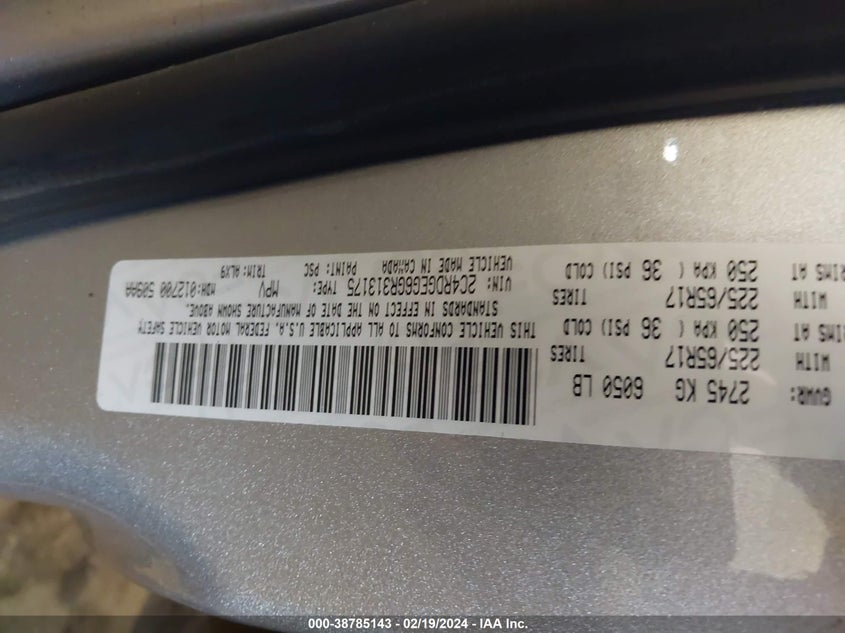 GVWR: 2745 KG 6050 LB
WITH 225/65R17 TIRES
RIMS AT 250 KPA ( 36 PSI) COLD
WITH 225/65R17 TIRES
RIMS AT 250 KPA ( 36 PSI) COLD
THIS VEHICLE CONFORMS TO ALL APPLICABLE U.S.A. FEDERAL MOTOR VEHICLE SAFETY
STANDARDS IN EFFECT ON THE DATE OF MANUFACTURE SHOWN ABOVE.
VIN: 2C4RDGEG6GR313175 TYPE: MPV MDH:012700 509AA
VEHICLE MADE IN CANADA PAINT: PSC TRIM:ALX9
000-38785143 - 02/19/2024 - IAA Inc.